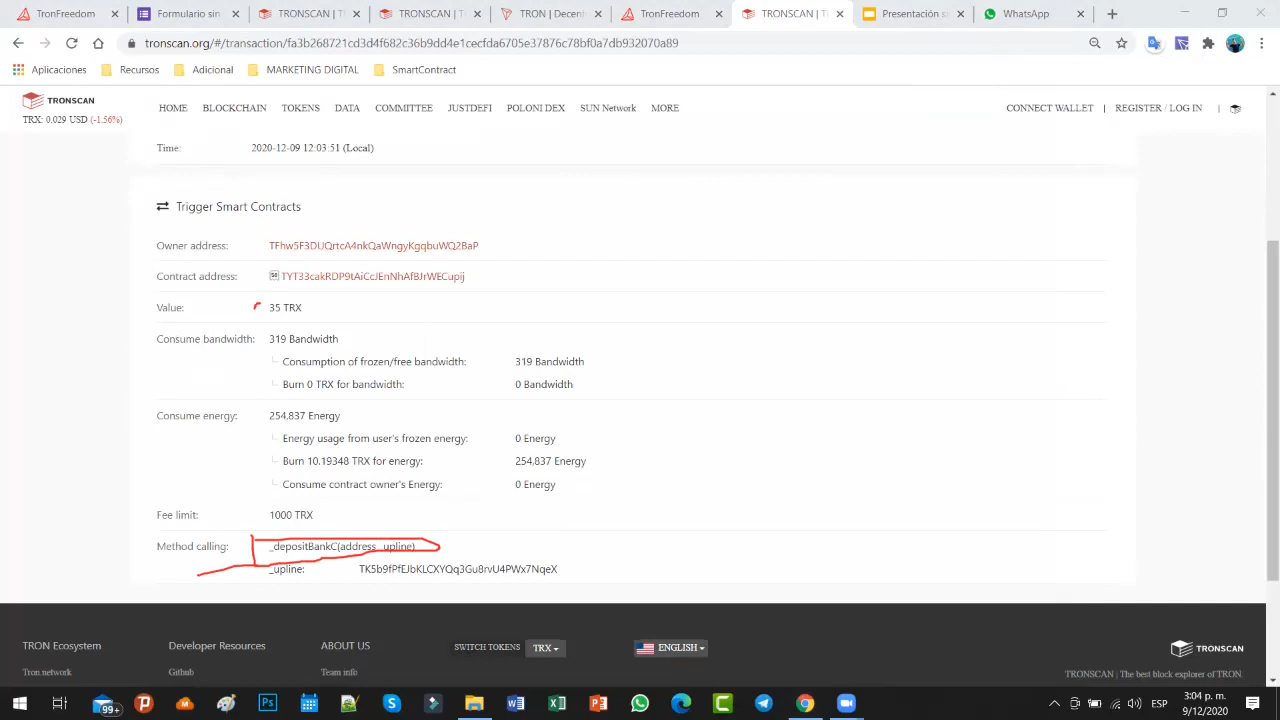 TronFreedom
Formulario sin
TRONSCAN | T
TRONSCAN | T
TRON | Decent
TronFreedom
TRONSCAN | T
Presentación s
WhatsApp
tronscan.org/#/transaction/fa3b268721cd3d4f682c36b9dd4e1cecfda6705e37876c78bf0a7db932070a89
Aplicaciones
Recursos
Adicional
MARKETING DIGITAL
SmartContract
TRONSCAN
TRX: 0.029 USD (-1.56%)
HOME BLOCKCHAIN TOKENS DATA COMMITTEE JUSTDEFI POLONI DEX SUN Network MORE
CONNECT WALLET | REGISTER / LOG IN |
Time: 2020-12-09 12:03:51 (Local)
Trigger Smart Contracts
Owner address: TFhw5F3DUQrtcA4nkQaWngyKgqbuWQ2BaP
Contract address: TYT33cakRDP9tAiCcJEnNhAfBJrWECupij
Value: 35 TRX
Consume bandwidth: 319 Bandwidth
Consumption of frozen/free bandwidth: 319 Bandwidth
Burn 0 TRX for bandwidth: 0 Bandwidth
Consume energy: 254,837 Energy
Energy usage from user's frozen energy: 0 Energy
Burn 10.19348 TRX for energy: 254,837 Energy
Consume contract owner's Energy: 0 Energy
Fee limit: 1000 TRX
Method calling: _depositBankC(address _upline)
_upline: TK5b9fPfEJbKLCXYQq3Gu8rvU4PWx7NqeX
TRON Ecosystem
Developer Resources
ABOUT US
SWITCH TOKENS TRX
ENGLISH
TRONSCAN
Tron.network
Github
Team info
TRONSCAN | The best block explorer of TRON.
99+
ESP
3:04 p. m.
9/12/2020